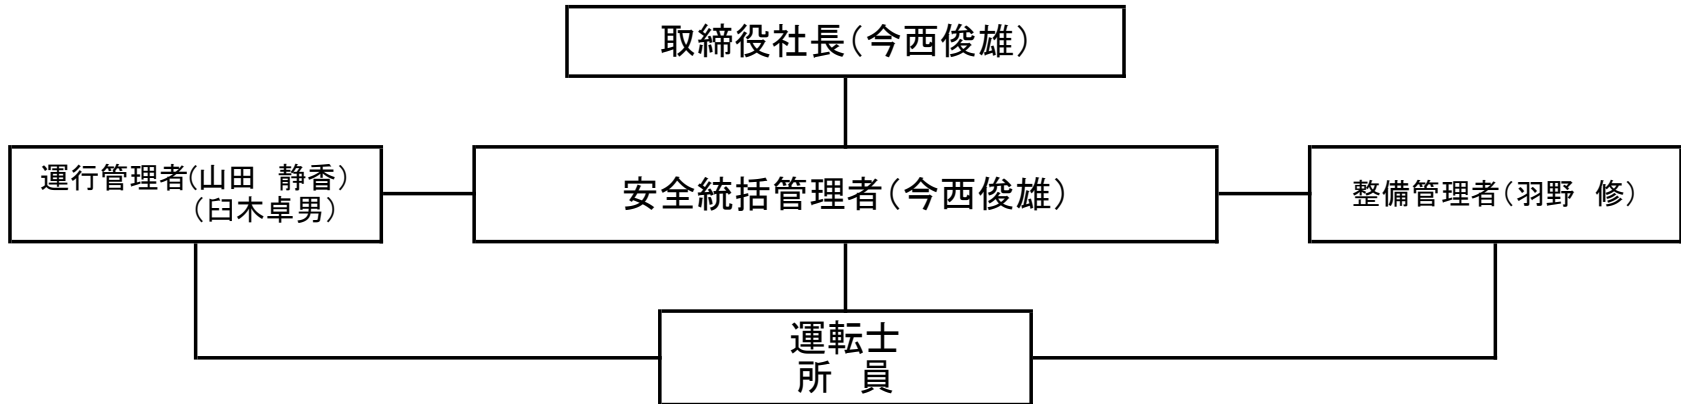 取締役社長（今西俊雄）
運行管理者（山田　静香）
（臼木卓男）
安全統括管理者（今西俊雄）
整備管理者（羽野　修）
運転士
所　員